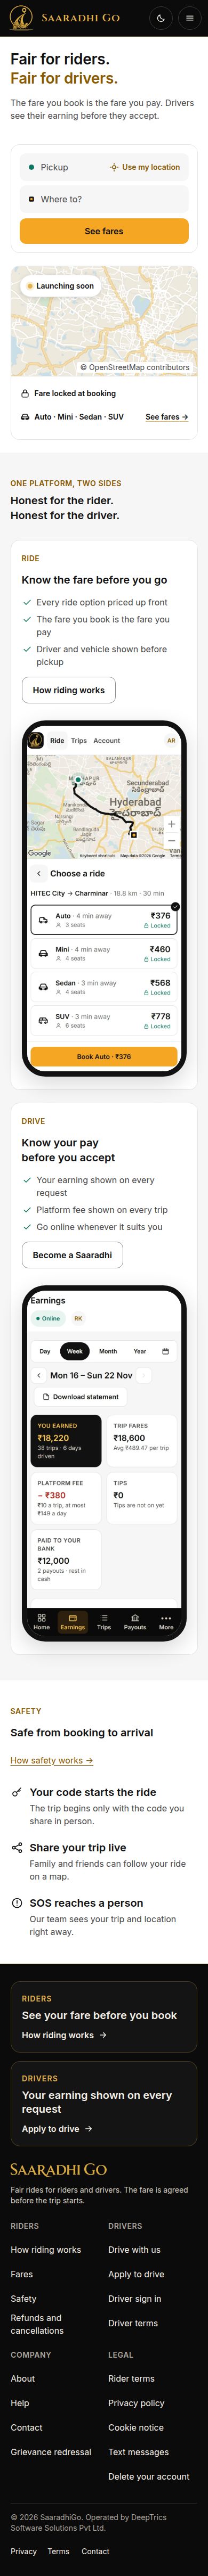 SAARADHI GO
Fair for riders.
Fair for drivers.
The fare you book is the fare you pay. Drivers
see their earning before they accept.
Pickup
Use my location
Where to?
See fares
Launching soon
© OpenStreetMap contributors
Fare locked at booking
Auto · Mini · Sedan · SUV
See fares →
ONE PLATFORM, TWO SIDES
Honest for the rider.
Honest for the driver.
RIDE
Know the fare before you go
Every ride option priced up front
The fare you book is the fare you
pay
Driver and vehicle shown before
pickup
How riding works
Ride Trips Account AR
Secunderabad
Hyderabad
హైదరాబాదు
Google
Keyboard shortcuts Map data ©2026 Google Terms
Choose a ride
HITEC City → Charminar · 18.8 km · 30 min
Auto · 4 min away ₹376
3 seats Locked
Mini · 4 min away ₹460
4 seats Locked
Sedan · 3 min away ₹568
4 seats Locked
SUV · 3 min away ₹778
6 seats Locked
Book Auto · ₹376
DRIVE
Know your pay
before you accept
Your earning shown on every
request
Platform fee shown on every trip
Go online whenever it suits you
Become a Saaradhi
Earnings
Online RK
Day Week Month Year
Mon 16 – Sun 22 Nov
Download statement
YOU EARNED
₹18,220
38 trips · 6 days
driven
TRIP FARES
₹18,600
Avg ₹489.47 per trip
PLATFORM FEE
− ₹380
₹10 a trip, at most
₹149 a day
TIPS
₹0
Tips are not on yet
PAID TO YOUR
BANK
₹12,000
2 payouts · rest in
cash
Home Earnings Trips Payouts More
SAFETY
Safe from booking to arrival
How safety works →
Your code starts the ride
The trip begins only with the code you
share in person.
Share your trip live
Family and friends can follow your ride
on a map.
SOS reaches a person
Our team sees your trip and location
right away.
RIDERS
See your fare before you book
How riding works →
DRIVERS
Your earning shown on every
request
Apply to drive →
SAARADHI GO
Fair rides for riders and drivers. The fare is agreed
before the trip starts.
RIDERS
How riding works
Fares
Safety
Refunds and
cancellations
DRIVERS
Drive with us
Apply to drive
Driver sign in
Driver terms
COMPANY
About
Help
Contact
Grievance redressal
LEGAL
Rider terms
Privacy policy
Cookie notice
Text messages
Delete your account
© 2026 SaaradhiGo. Operated by DeepTrics
Software Solutions Pvt Ltd.
Privacy Terms Contact